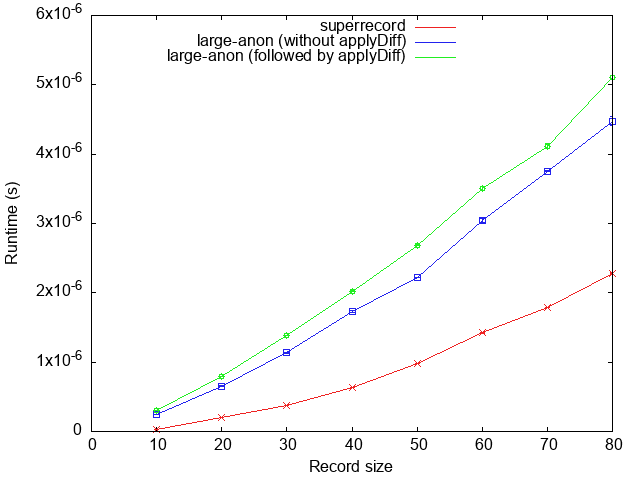 6x10-6
superrecord
large-anon (without applyDiff)
large-anon (followed by applyDiff)
5x10-6
4x10-6
3x10-6
2x10-6
1x10-6
0
Runtime (s)
0 10 20 30 40 50 60 70 80
Record size